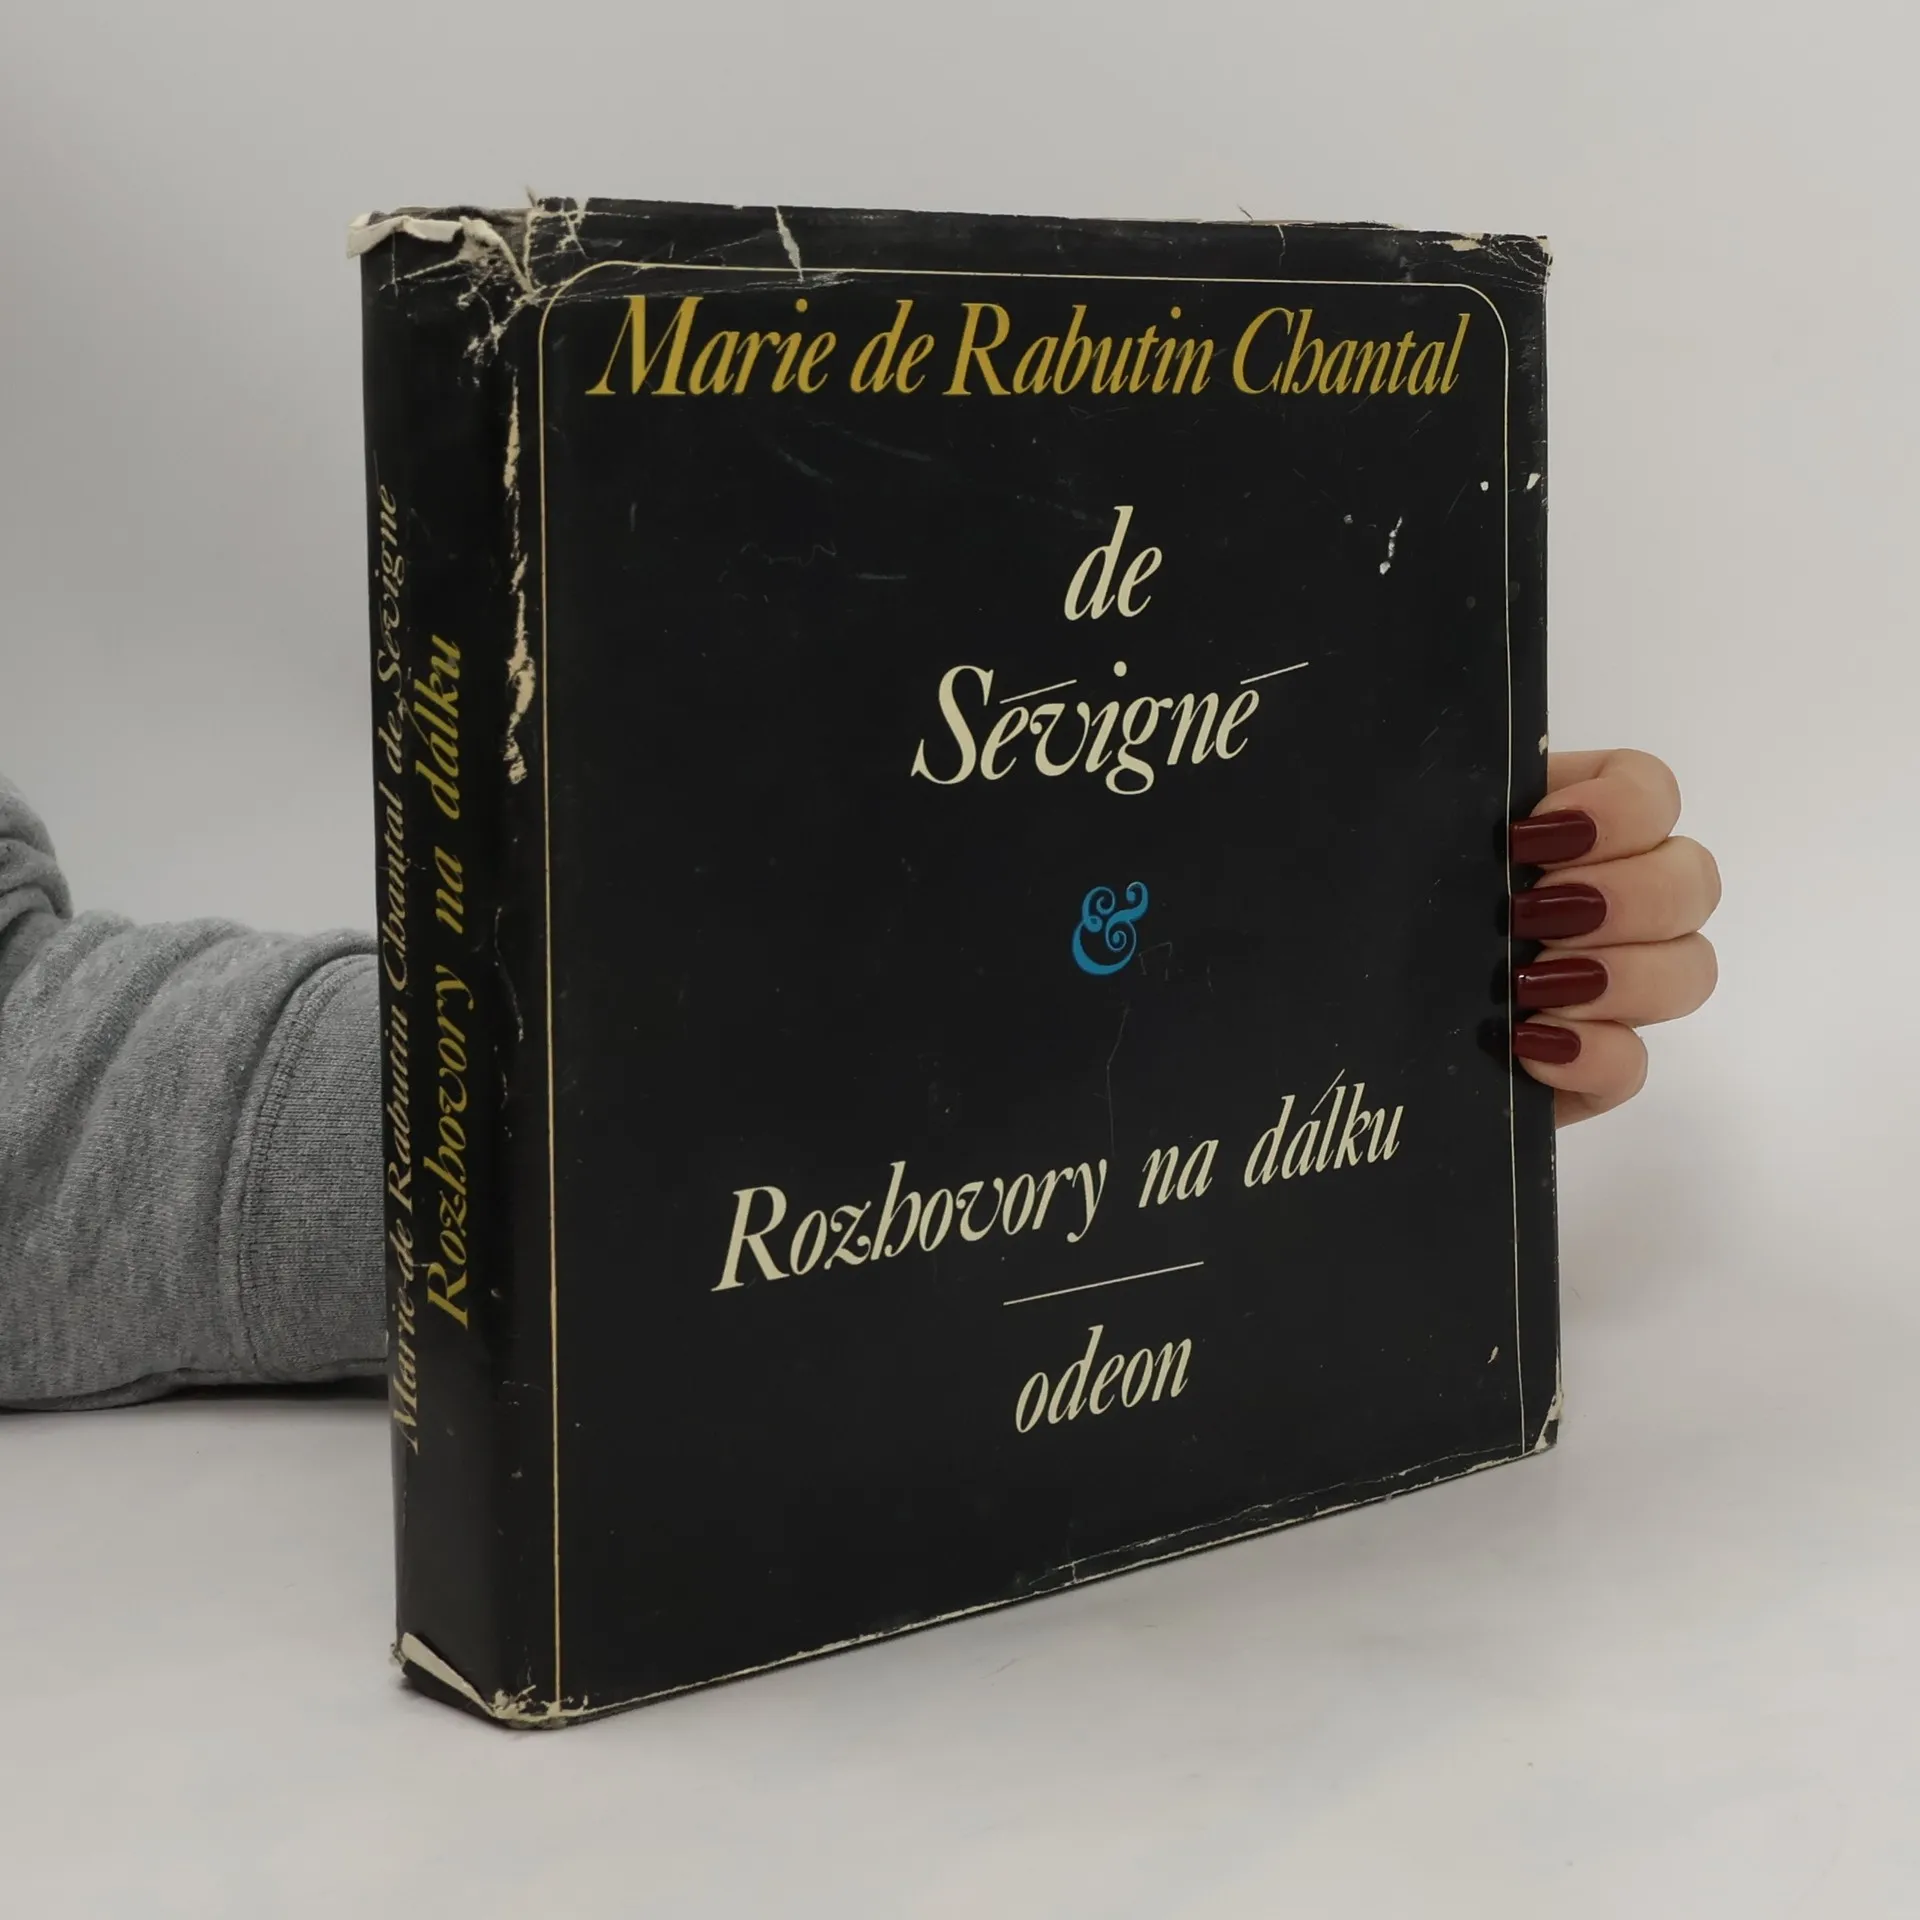 Marie de Rabutin Chantal
de
Sévigné
&
Rozhovory na dálku
odeon
Marie de Rabutin Chantal de Sévigné
Rozhovory na dálku